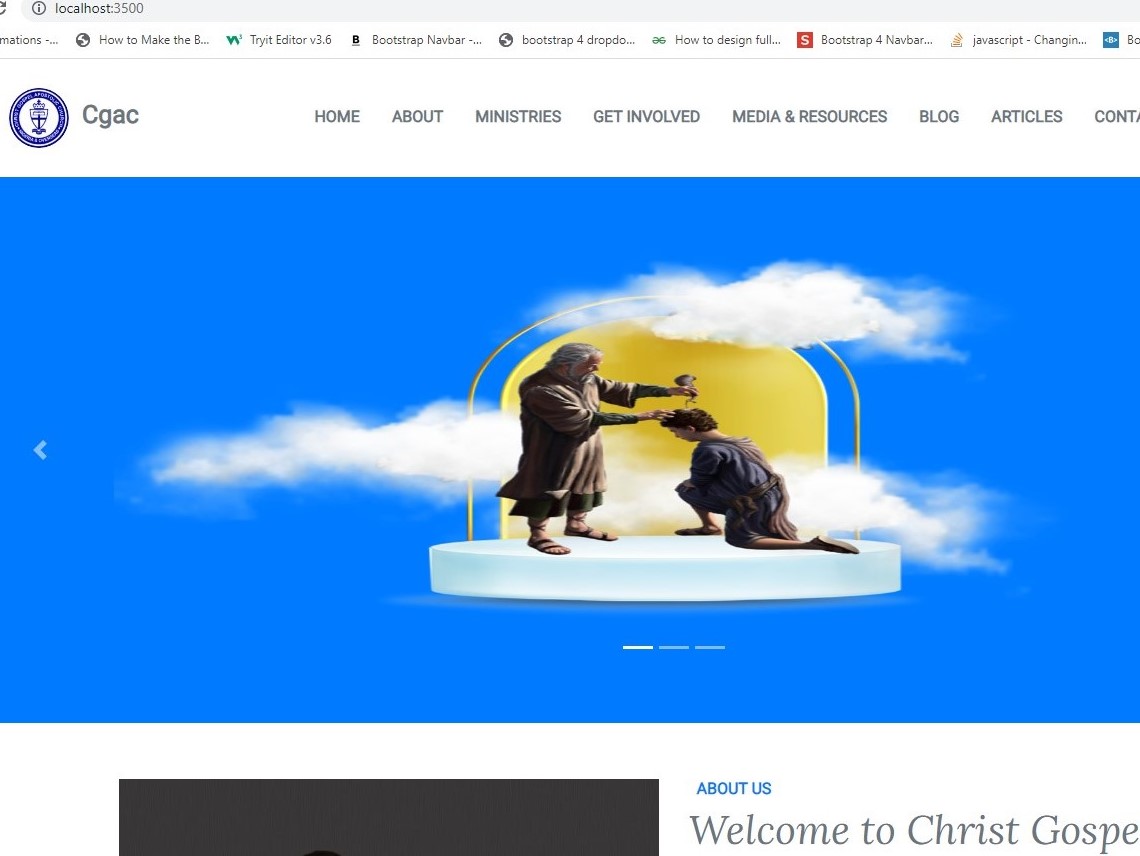 localhost:3500
mations -... How to Make the B... Tryit Editor v3.6 Bootstrap Navbar -... bootstrap 4 dropdo... How to design full... Bootstrap 4 Navbar... javascript - Changin... Bo
Cgac HOME ABOUT MINISTRIES GET INVOLVED MEDIA & RESOURCES BLOG ARTICLES CONTA
ABOUT US
Welcome to Christ Gospe